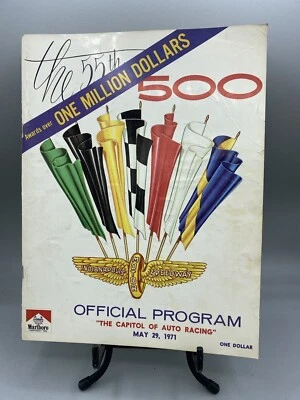 the 55th
500
Awards over ONE MILLION DOLLARS
INDIANAPOLIS SPEEDWAY
OFFICIAL PROGRAM
"THE CAPITOL OF AUTO RACING"
MAY 29, 1971
ONE DOLLAR
Marlboro